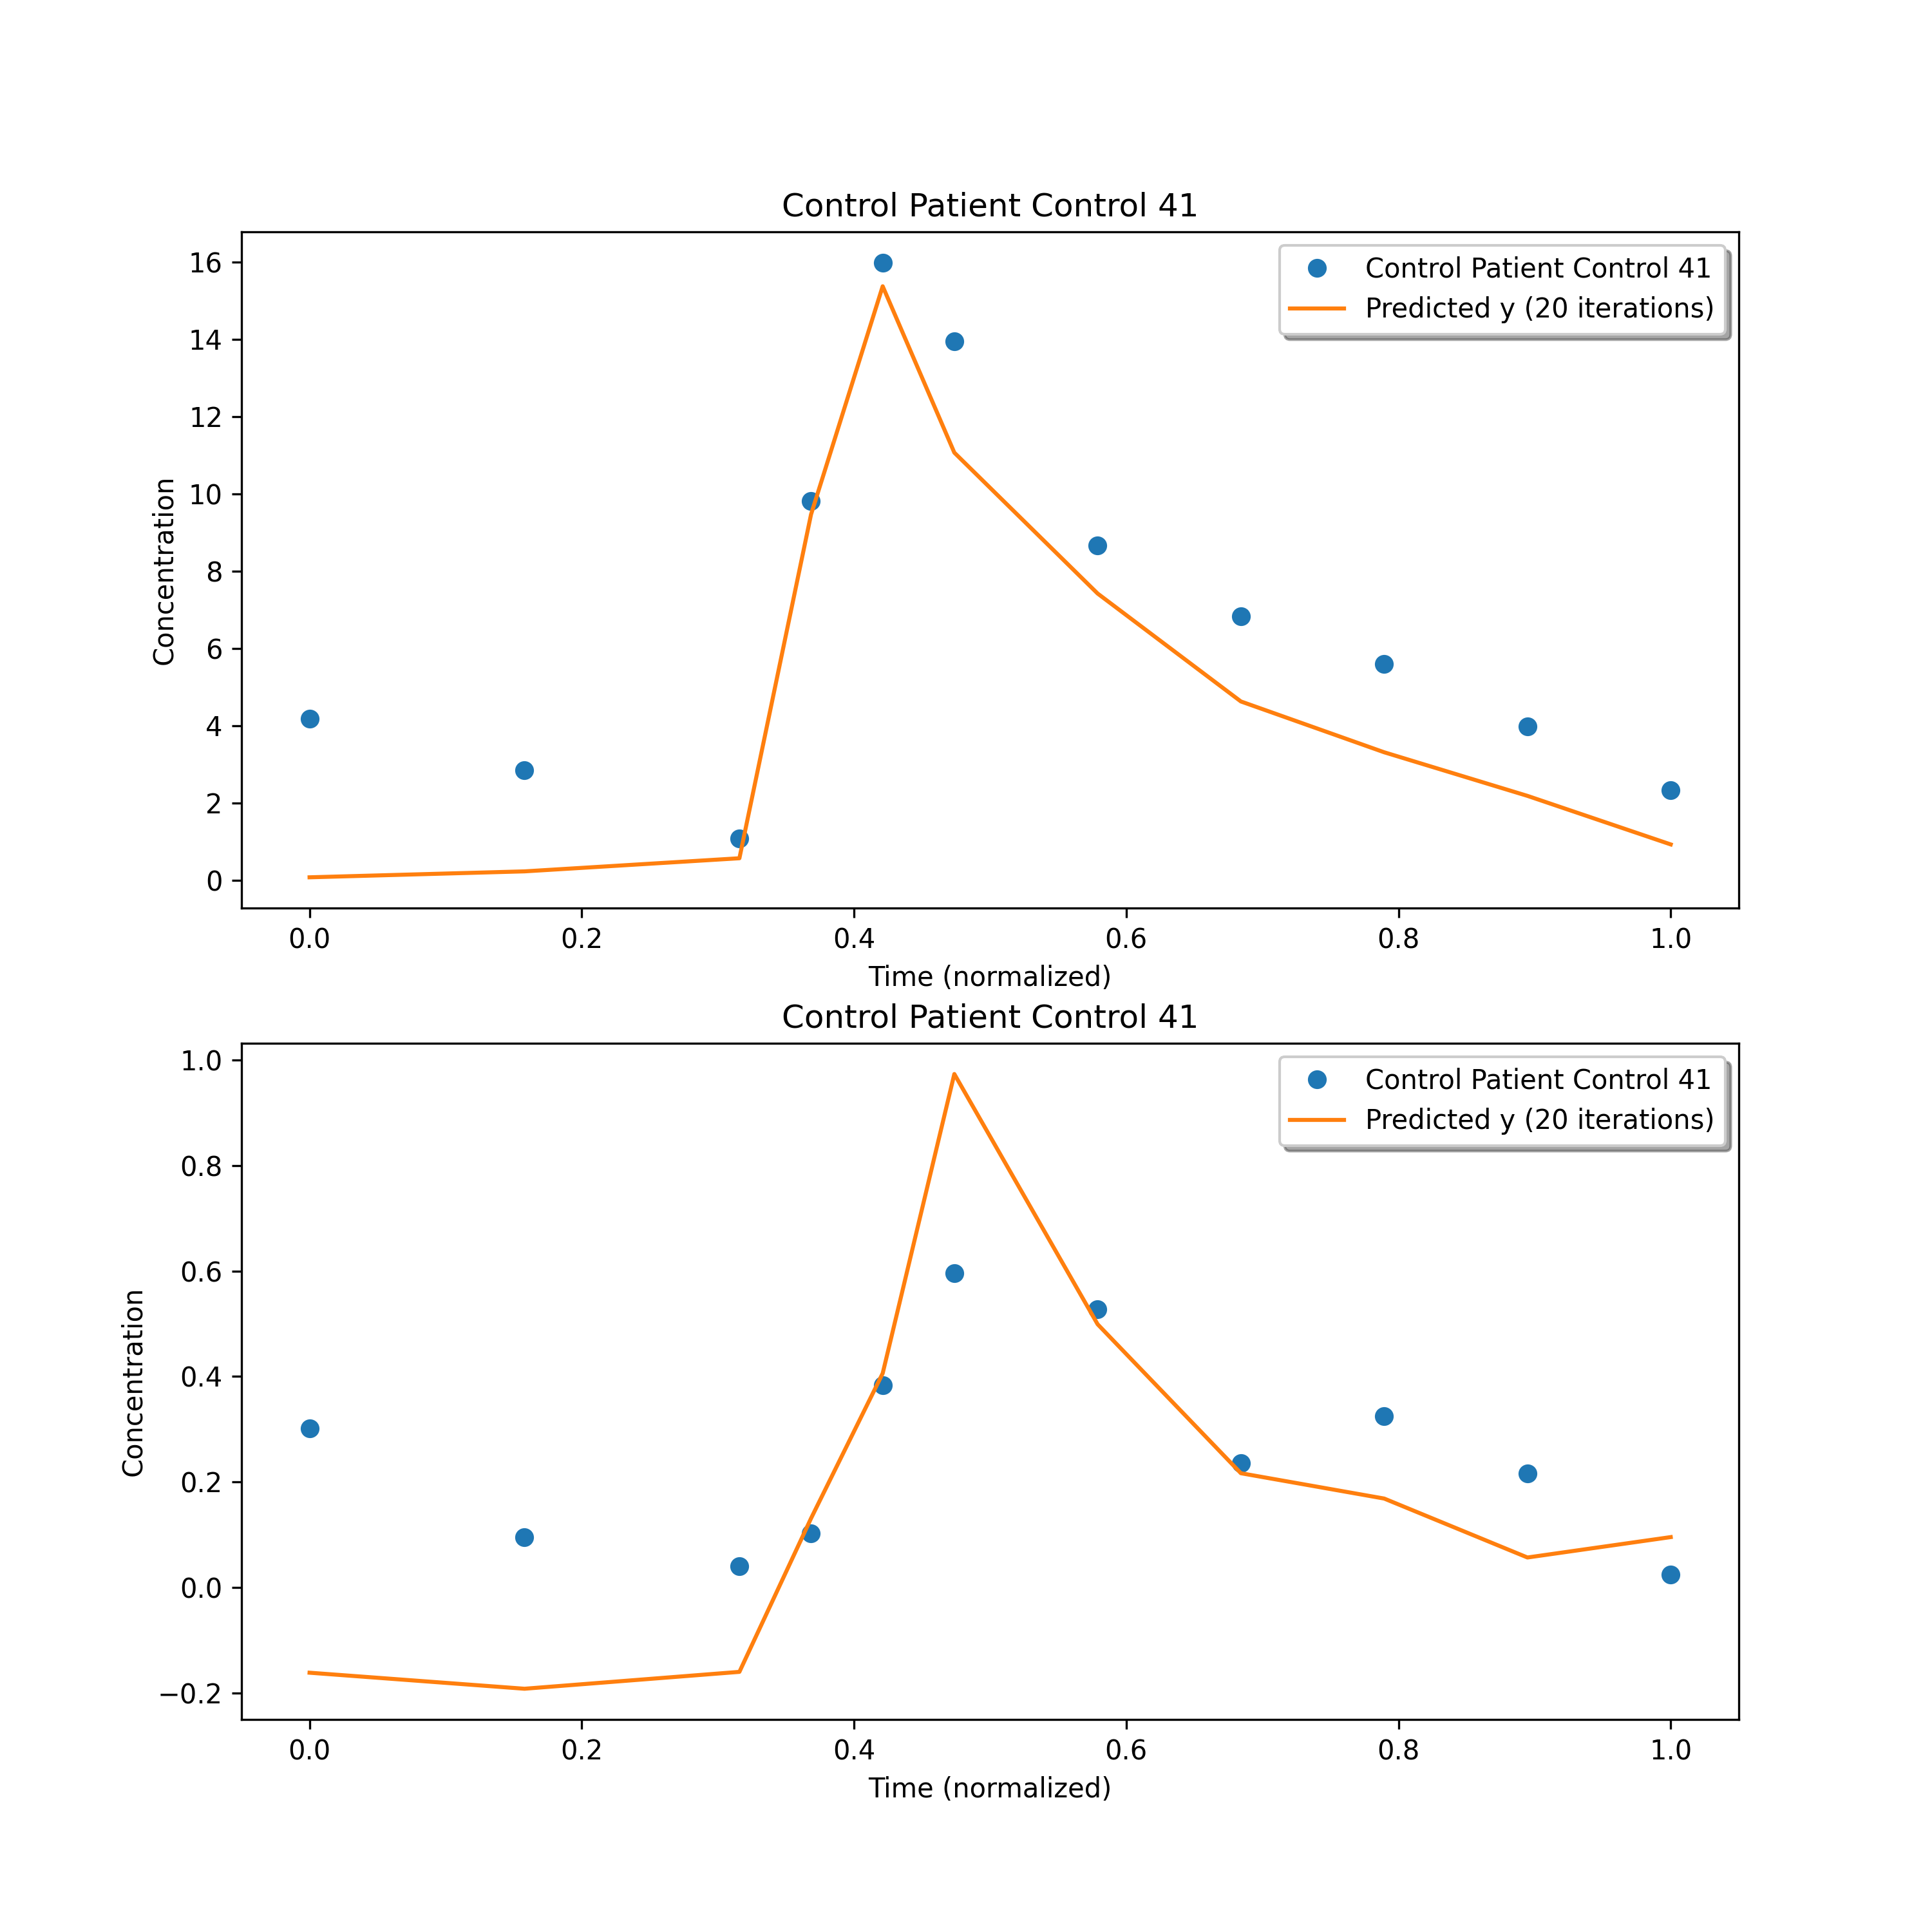 Control Patient Control 41
16
14
12
10
8
6
4
2
0
Concentration
Control Patient Control 41
Predicted y (20 iterations)
0.0 0.2 0.4 0.6 0.8 1.0
Time (normalized)
Control Patient Control 41
1.0
0.8
0.6
0.4
0.2
0.0
−0.2
Concentration
Control Patient Control 41
Predicted y (20 iterations)
0.0 0.2 0.4 0.6 0.8 1.0
Time (normalized)